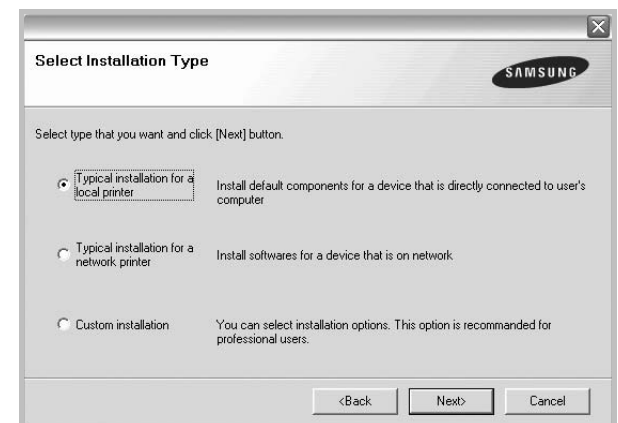 Select Installation Type
SAMSUNG
Select type that you want and click [Next] button.
Typical installation for a
local printer
Install default components for a device that is directly connected to user's
computer
Typical installation for a
network printer
Install softwares for a device that is on network
Custom installation
You can select installation options. This option is recommanded for
professional users.
<Back
Next>
Cancel